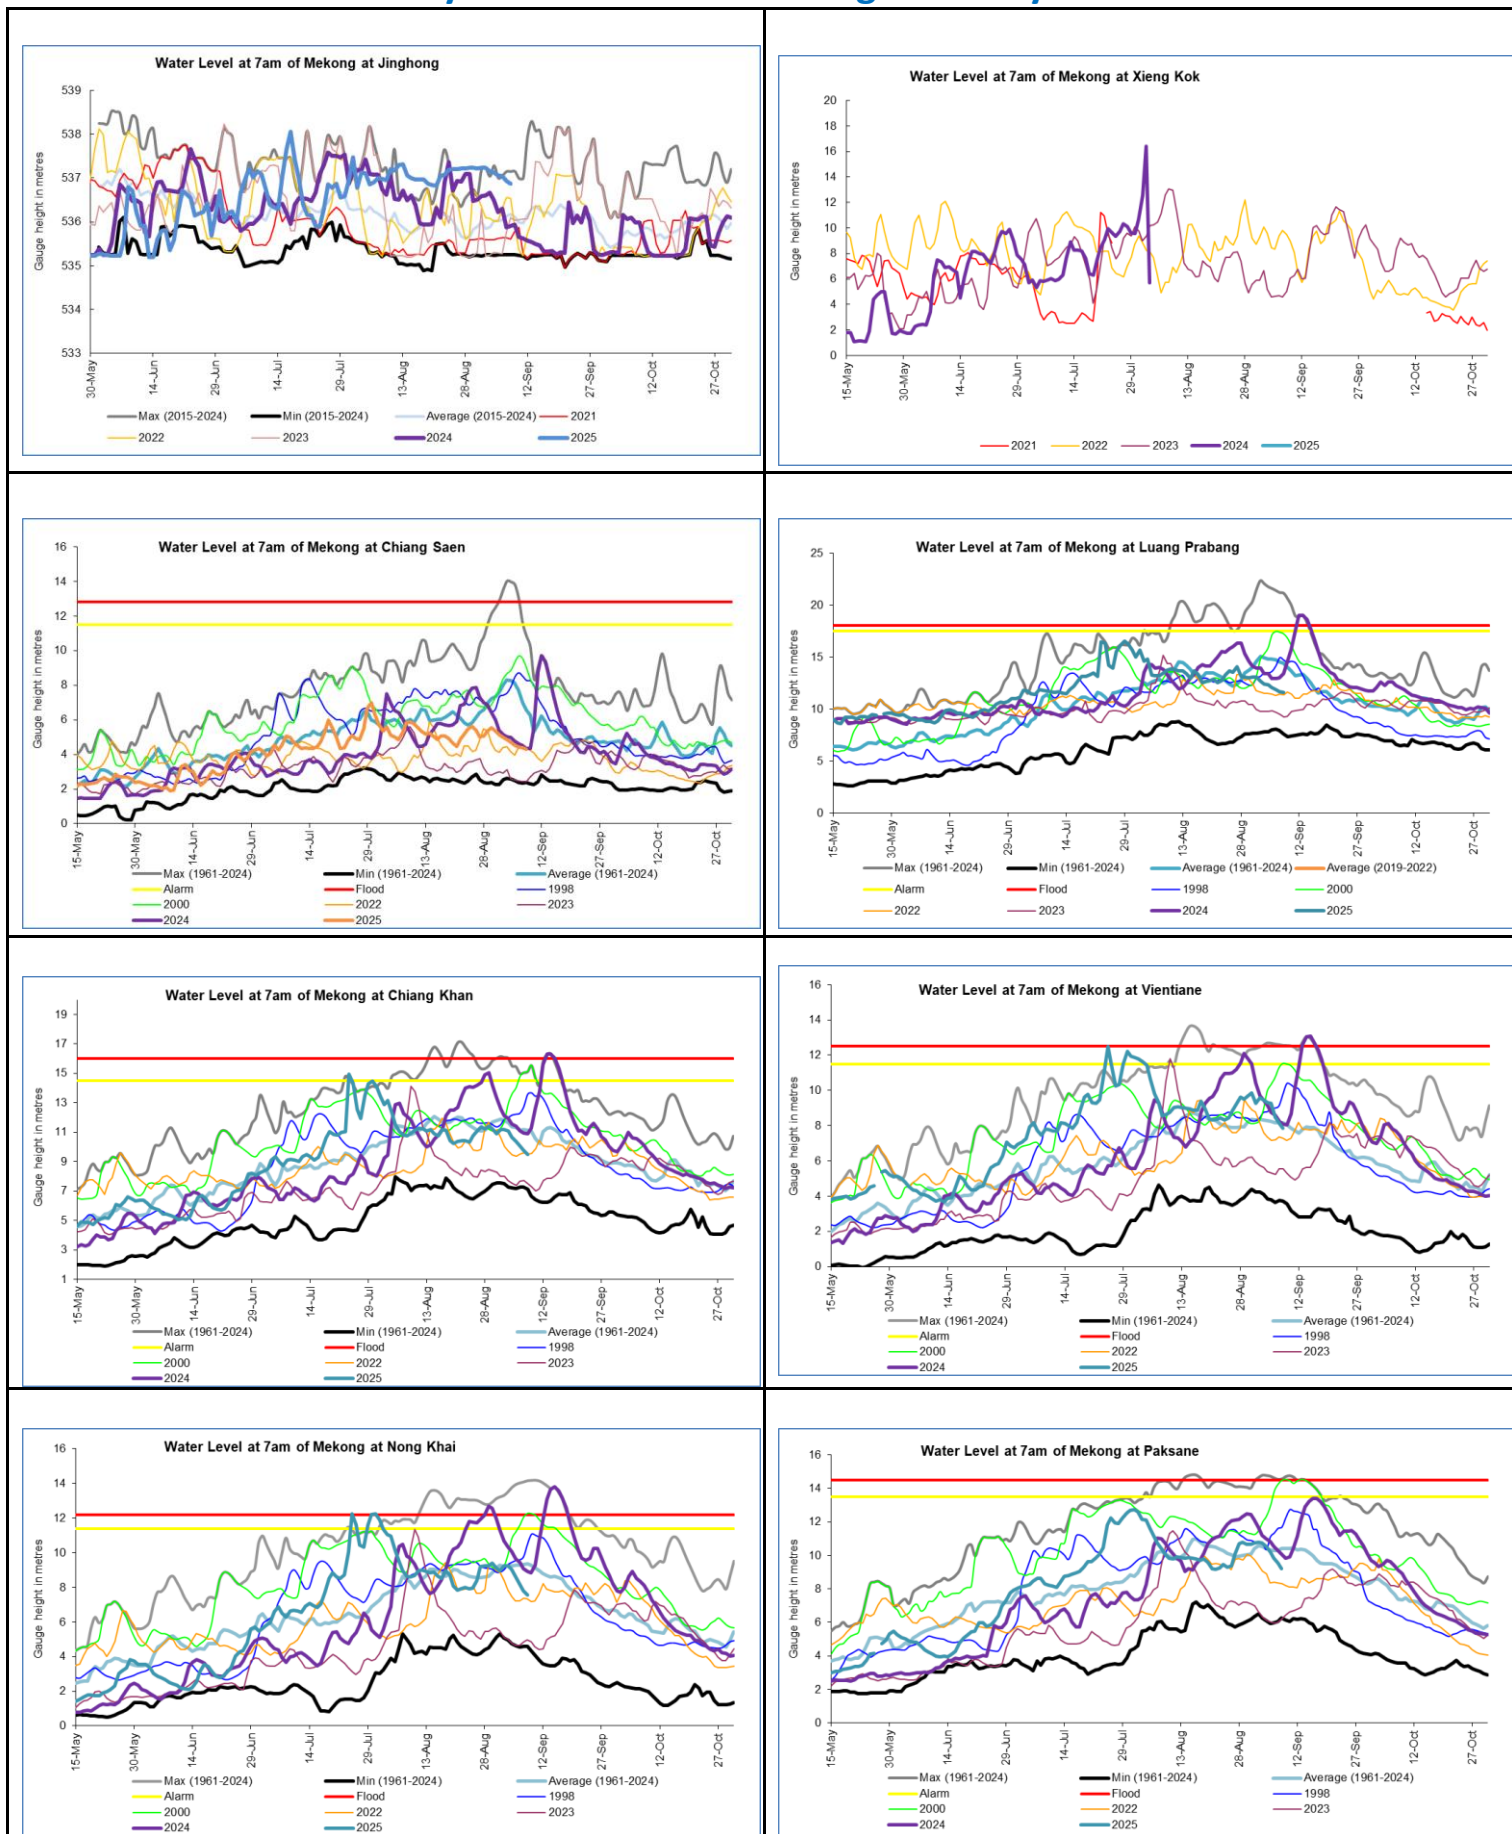 Water Level at 7am of Mekong at Jinghong
Gauge height in metres
539
538
537
536
535
534
533
30-May
14-Jun
29-Jun
14-Jul
29-Jul
13-Aug
28-Aug
12-Sep
27-Sep
12-Oct
27-Oct
Max (2015-2024) Min (2015-2024) Average (2015-2024) 2021
2022 2023 2024 2025
Water Level at 7am of Mekong at Xieng Kok
Gauge height in metres
20
18
16
14
12
10
8
6
4
2
0
15-May
30-May
14-Jun
29-Jun
14-Jul
29-Jul
13-Aug
28-Aug
12-Sep
27-Sep
12-Oct
27-Oct
2021 2022 2023 2024 2025
Water Level at 7am of Mekong at Chiang Saen
Gauge height in metres
16
14
12
10
8
6
4
2
0
15-May
30-May
14-Jun
29-Jun
14-Jul
29-Jul
13-Aug
28-Aug
12-Sep
27-Sep
12-Oct
27-Oct
Max (1961-2024) Min (1961-2024) Average (1961-2024)
Alarm Flood 1998
2000 2022 2023
2024 2025
Water Level at 7am of Mekong at Luang Prabang
Gauge height in metres
25
20
15
10
5
0
15-May
30-May
14-Jun
29-Jun
14-Jul
29-Jul
13-Aug
28-Aug
12-Sep
27-Sep
12-Oct
27-Oct
Max (1961-2024) Min (1961-2024) Average (1961-2024) Average (2019-2022)
Alarm Flood 1998 2000
2022 2023 2024 2025
Water Level at 7am of Mekong at Chiang Khan
Gauge height in metres
19
17
15
13
11
9
7
5
3
1
15-May
30-May
14-Jun
29-Jun
14-Jul
29-Jul
13-Aug
28-Aug
12-Sep
27-Sep
12-Oct
27-Oct
Max (1961-2024) Min (1961-2024) Average (1961-2024)
Alarm Flood 1998
2000 2022 2023
2024 2025
Water Level at 7am of Mekong at Vientiane
Gauge height in metres
16
14
12
10
8
6
4
2
0
15-May
30-May
14-Jun
29-Jun
14-Jul
29-Jul
13-Aug
28-Aug
12-Sep
27-Sep
12-Oct
27-Oct
Max (1961-2024) Min (1961-2024) Average (1961-2024)
Alarm Flood 1998
2000 2022 2023
2024 2025
Water Level at 7am of Mekong at Nong Khai
Gauge height in metres
16
14
12
10
8
6
4
2
0
15-May
30-May
14-Jun
29-Jun
14-Jul
29-Jul
13-Aug
28-Aug
12-Sep
27-Sep
12-Oct
27-Oct
Max (1961-2024) Min (1961-2024) Average (1961-2024)
Alarm Flood 1998
2000 2022 2023
2024 2025
Water Level at 7am of Mekong at Paksane
Gauge height in metres
16
14
12
10
8
6
4
2
0
15-May
30-May
14-Jun
29-Jun
14-Jul
29-Jul
13-Aug
28-Aug
12-Sep
27-Sep
12-Oct
27-Oct
Max (1961-2024) Min (1961-2024) Average (1961-2024)
Alarm Flood 1998
2000 2022 2023
2024 2025